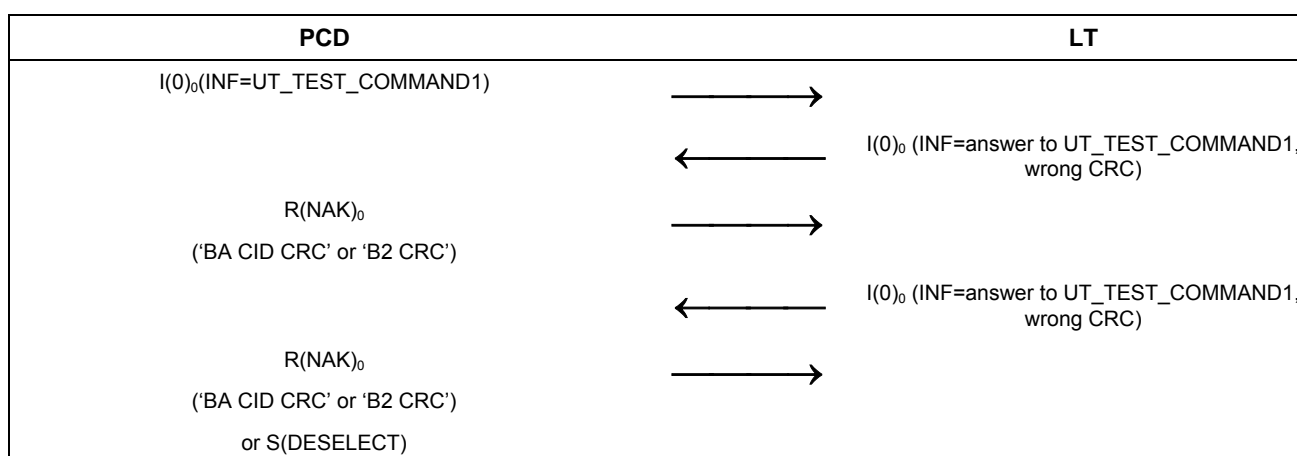 PCD
LT
I(0)₀(INF=UT_TEST_COMMAND1)
I(0)₀ (INF=answer to UT_TEST_COMMAND1,
wrong CRC)
R(NAK)₀
(‘BA CID CRC’ or ‘B2 CRC’)
I(0)₀ (INF=answer to UT_TEST_COMMAND1,
wrong CRC)
R(NAK)₀
(‘BA CID CRC’ or ‘B2 CRC’)
or S(DESELECT)